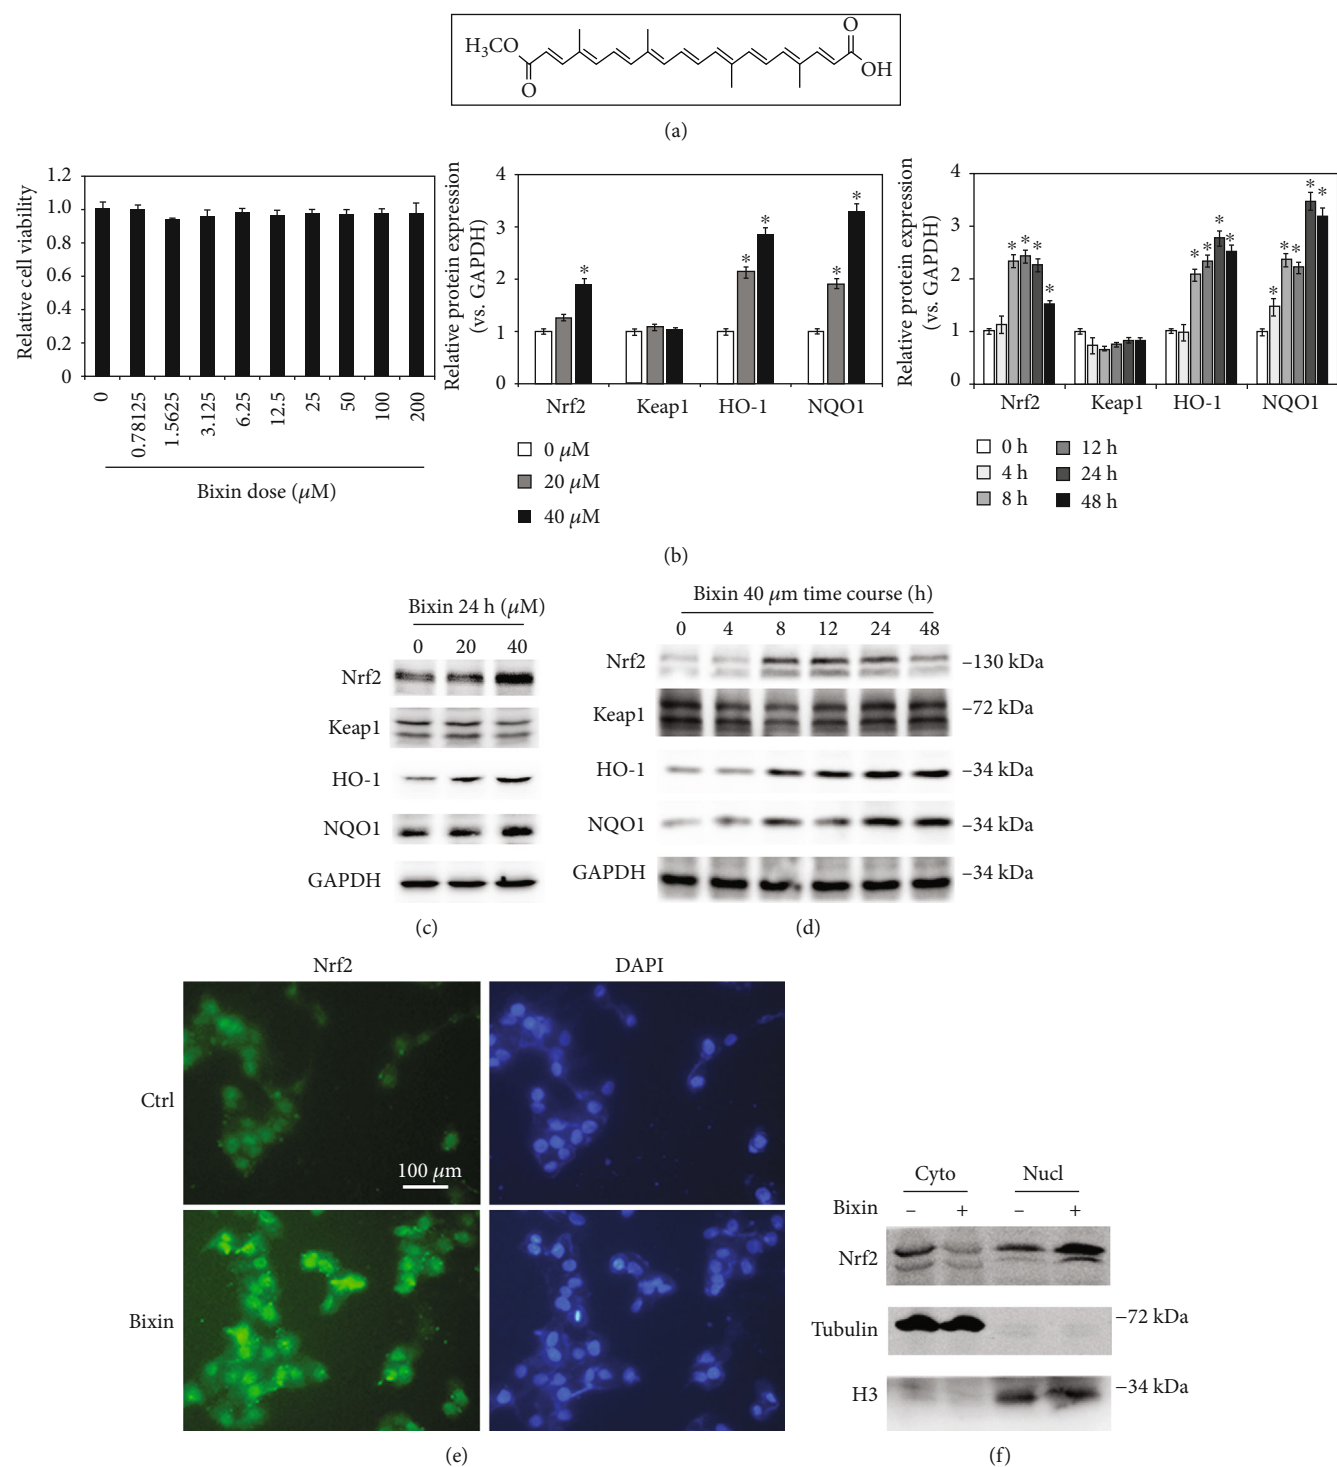 H3CO
O
O
OH
(a)
Relative cell viability
1.2
1.0
0.8
0.6
0.4
0.2
0
0
0.78125
1.5625
3.125
6.25
12.5
25
50
100
200
Bixin dose (μM)
Relative protein expression
(vs. GAPDH)
4
3
2
1
0
* * * * *
Nrf2 Keap1 HO-1 NQO1
0 μM
20 μM
40 μM
Relative protein expression
(vs. GAPDH)
4
3
2
1
0
* * * * * * * * * * * * *
Nrf2 Keap1 HO-1 NQO1
0 h 12 h
4 h 24 h
8 h 48 h
(b)
Bixin 24 h (μM)
0 20 40
Nrf2
Keap1
HO-1
NQO1
GAPDH
(c)
Bixin 40 μm time course (h)
0 4 8 12 24 48
Nrf2 –130 kDa
Keap1 –72 kDa
HO-1 –34 kDa
NQO1 –34 kDa
GAPDH –34 kDa
(d)
Nrf2 DAPI
Ctrl
100 μm
Bixin
(e)
Cyto Nucl
Bixin – + – +
Nrf2
Tubulin –72 kDa
H3 –34 kDa
(f)